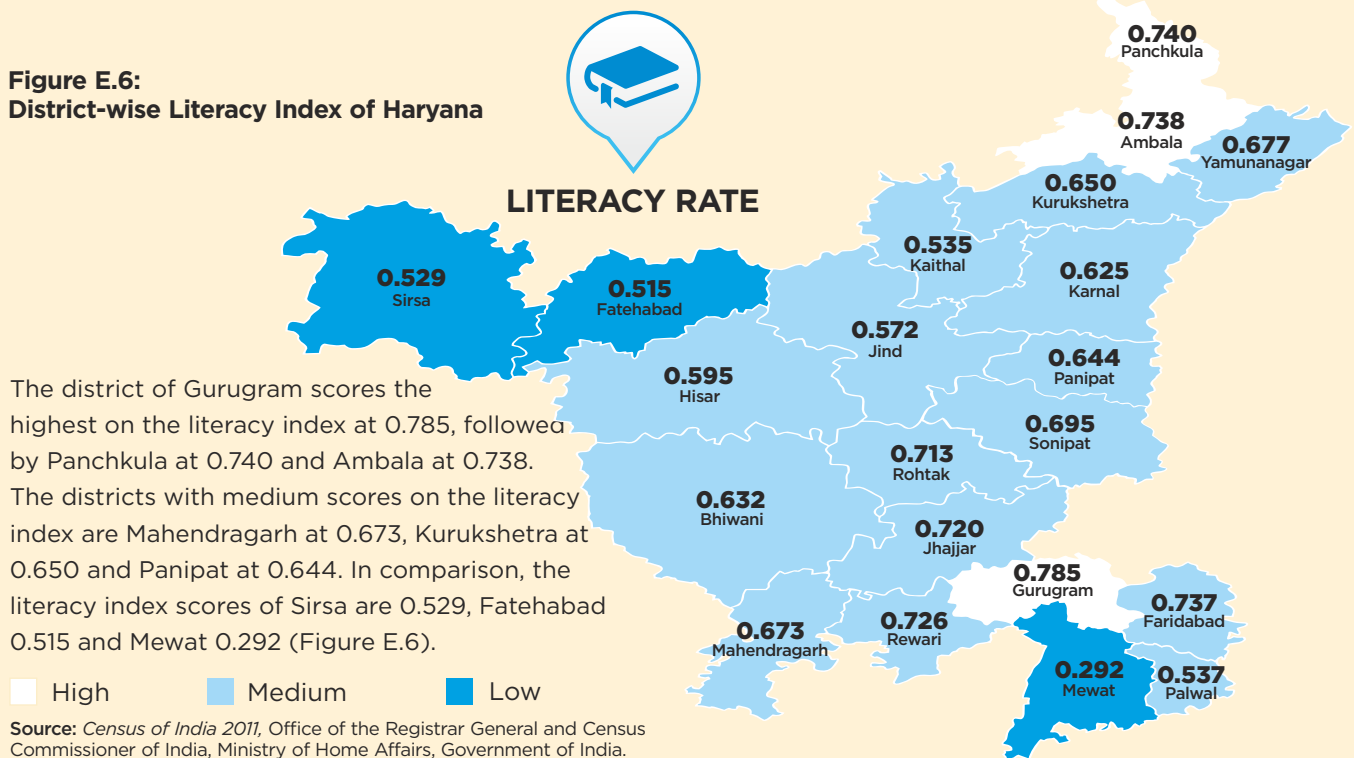 Figure E.6:
District-wise Literacy Index of Haryana
LITERACY RATE
0.740
Panchkula
0.738
Ambala
0.677
Yamunanagar
0.650
Kurukshetra
0.535
Kaithal
0.625
Karnal
0.529
Sirsa
0.515
Fatehabad
0.572
Jind
0.644
Panipat
0.595
Hisar
0.695
Sonipat
0.713
Rohtak
0.632
Bhiwani
0.720
Jhajjar
0.785
Gurugram
0.737
Faridabad
0.726
Rewari
0.673
Mahendragarh
0.292
Mewat
0.537
Palwal
The district of Gurugram scores the
highest on the literacy index at 0.785, followed
by Panchkula at 0.740 and Ambala at 0.738.
The districts with medium scores on the literacy
index are Mahendragarh at 0.673, Kurukshetra at
0.650 and Panipat at 0.644. In comparison, the
literacy index scores of Sirsa are 0.529, Fatehabad
0.515 and Mewat 0.292 (Figure E.6).
High Medium Low
Source: Census of India 2011, Office of the Registrar General and Census
Commissioner of India, Ministry of Home Affairs, Government of India.